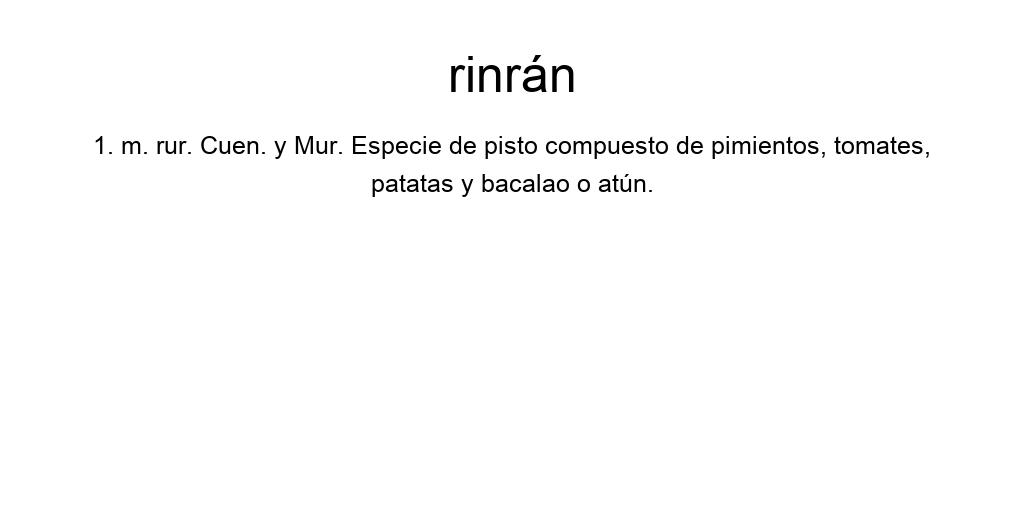 rinrán
1. m. rur. Cuen. y Mur. Especie de pisto compuesto de pimientos, tomates,
patatas y bacalao o atún.